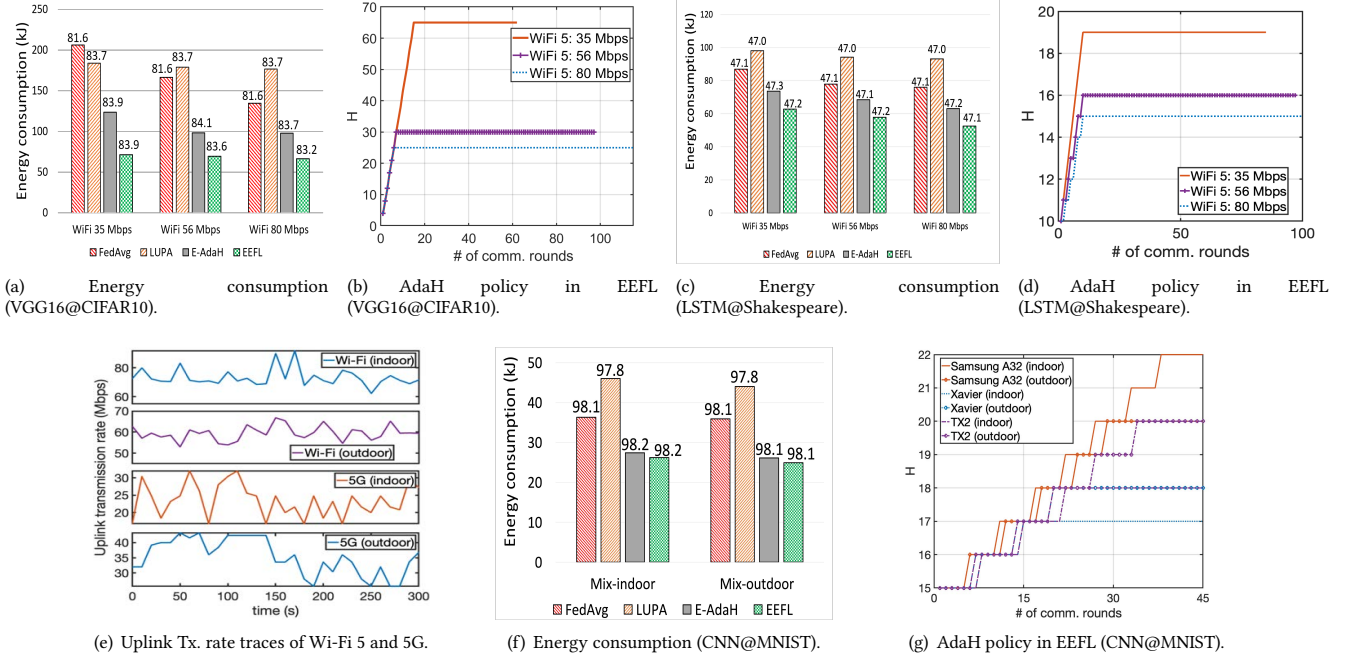 Energy consumption (kJ)
250
200
150
100
50
0
81.6
83.7
83.9
83.9
81.6
83.7
84.1
83.6
81.6
83.7
83.7
83.2
WiFi 35 Mbps
WiFi 56 Mbps
WiFi 80 Mbps
FedAvg
LUPA
E-AdaH
EEFL
(a) Energy consumption
(VGG16@CIFAR10).
H
70
60
50
40
30
20
10
0
WiFi 5: 35 Mbps
WiFi 5: 56 Mbps
WiFi 5: 80 Mbps
0
20
40
60
80
100
# of comm. rounds
(b) AdaH policy in EEFL
(VGG16@CIFAR10).
Energy consumption (kJ)
120
100
80
60
40
20
0
47.1
47.0
47.3
47.2
47.1
47.0
47.1
47.2
47.1
47.0
47.2
47.1
WiFi 35 Mbps
WiFi 56 Mbps
WiFi 80 Mbps
FedAvg
LUPA
E-AdaH
EEFL
(c) Energy consumption
(LSTM@Shakespeare).
H
20
18
16
14
12
10
WiFi 5: 35 Mbps
WiFi 5: 56 Mbps
WiFi 5: 80 Mbps
0
50
100
# of comm. rounds
(d) AdaH policy in EEFL
(LSTM@Shakespeare).
Uplink transmission rate (Mbps)
80
60
Wi-Fi (indoor)
70
60
50
Wi-Fi (outdoor)
30
25
20
5G (indoor)
40
35
30
5G (outdoor)
0
50
100
150
200
250
300
time (s)
(e) Uplink Tx. rate traces of Wi-Fi 5 and 5G.
Energy consumption (kJ)
50
40
30
20
10
0
98.1
97.8
98.2
98.2
98.1
97.8
98.1
98.1
Mix-indoor
Mix-outdoor
FedAvg
LUPA
E-AdaH
EEFL
(f) Energy consumption (CNN@MNIST).
H
22
21
20
19
18
17
16
15
Samsung A32 (indoor)
Samsung A32 (outdoor)
Xavier (indoor)
Xavier (outdoor)
TX2 (indoor)
TX2 (outdoor)
0
15
30
45
# of comm. rounds
(g) AdaH policy in EEFL (CNN@MNIST).